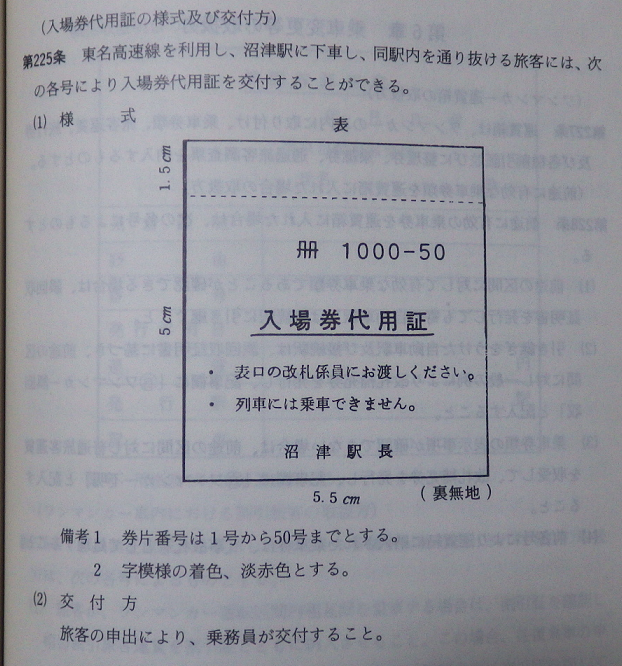 (入場券代用証の様式及び交付方)
第225条 東名高速線を利用し、沼津駅に下車し、同駅内を通り抜ける旅客には、次
の各号により入場券代用証を交付することができる。
(1) 様 式
表
1.5cm
冊 1000-50
5cm
入場券代用証
・ 表口の改札係員にお渡しください。
・ 列車には乗車できません。
沼津駅長
5.5cm
(裏無地)
備考1 券片番号は1号から50号までとする。
2 字模様の着色、淡赤色とする。
(2) 交付方
旅客の申出により、乗務員が交付すること。